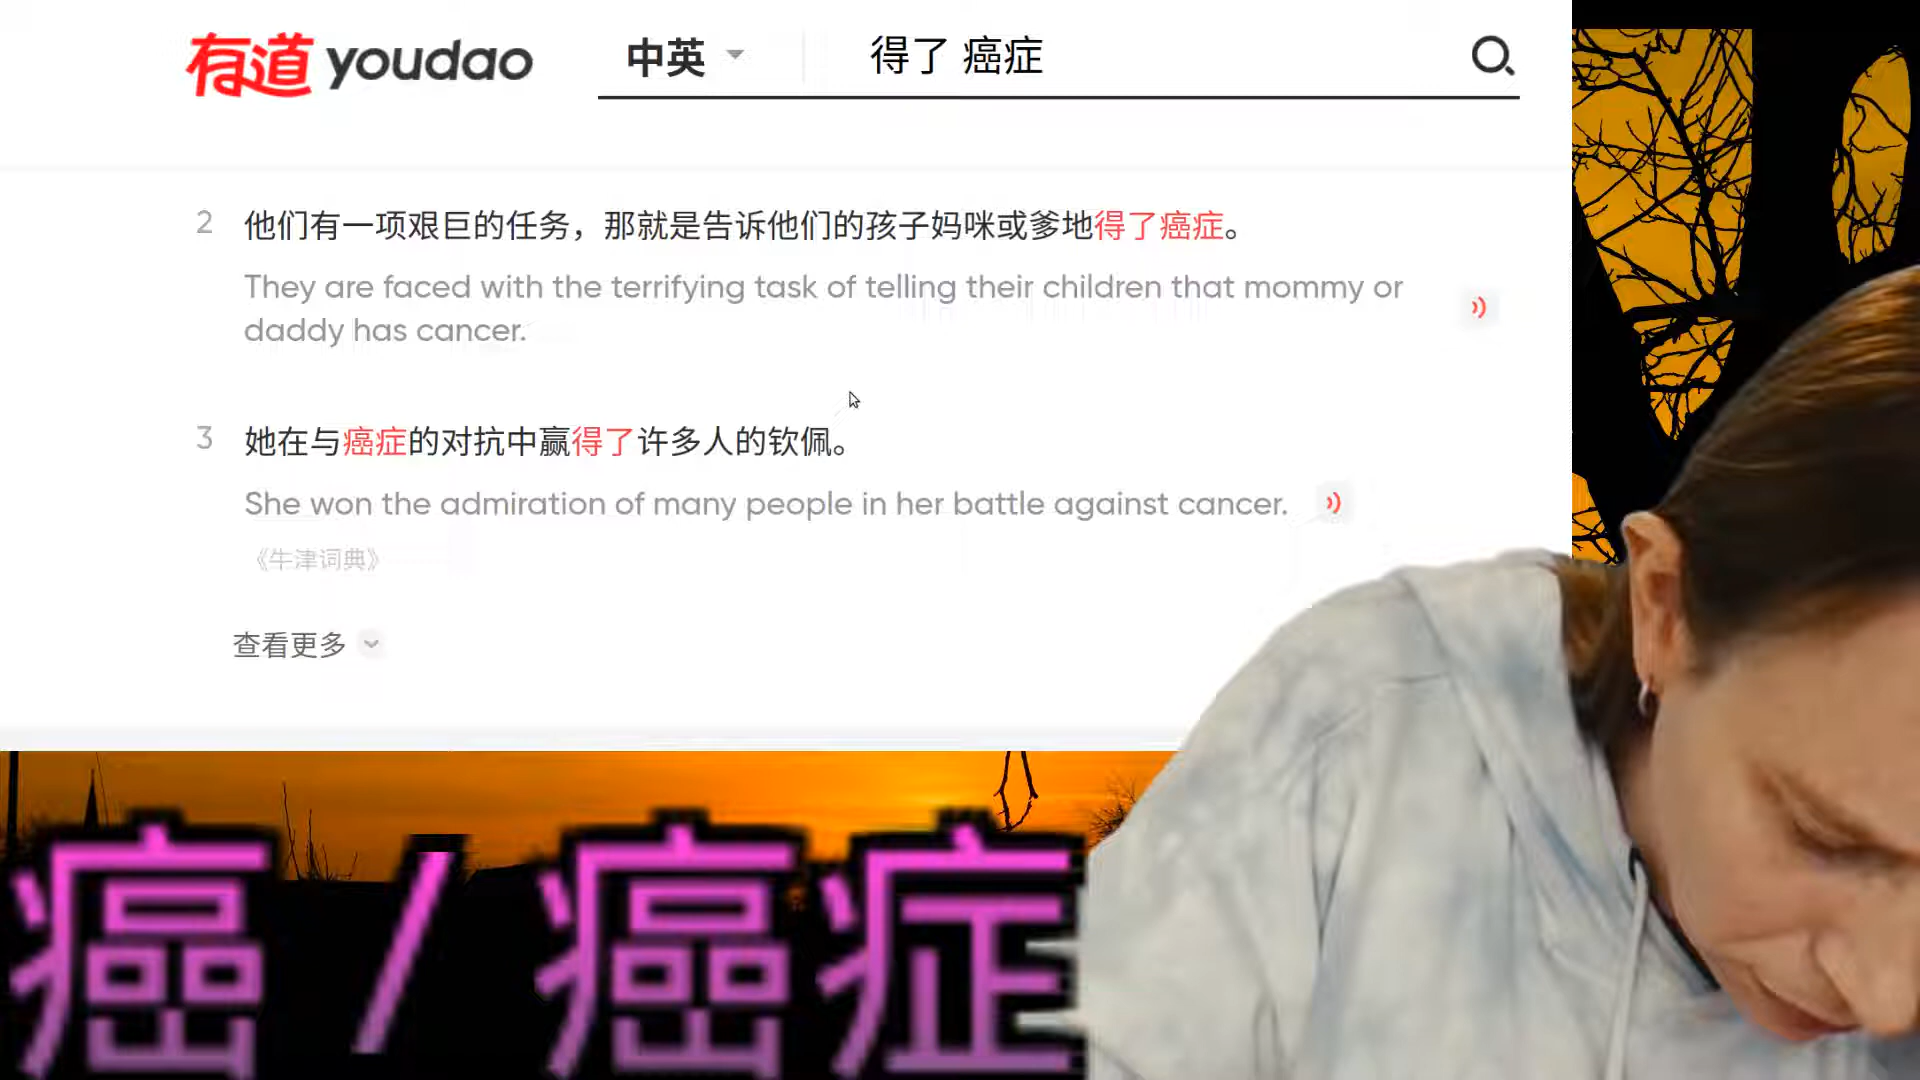 有道 youdao 中英 得了 癌症
2 他们有一项艰巨的任务，那就是告诉他们的孩子妈咪或爹地得了癌症。
They are faced with the terrifying task of telling their children that mommy or
daddy has cancer.
3 她在与癌症的对抗中赢得了许多人的钦佩。
She won the admiration of many people in her battle against cancer.
《牛津词典》
查看更多
癌 / 癌症